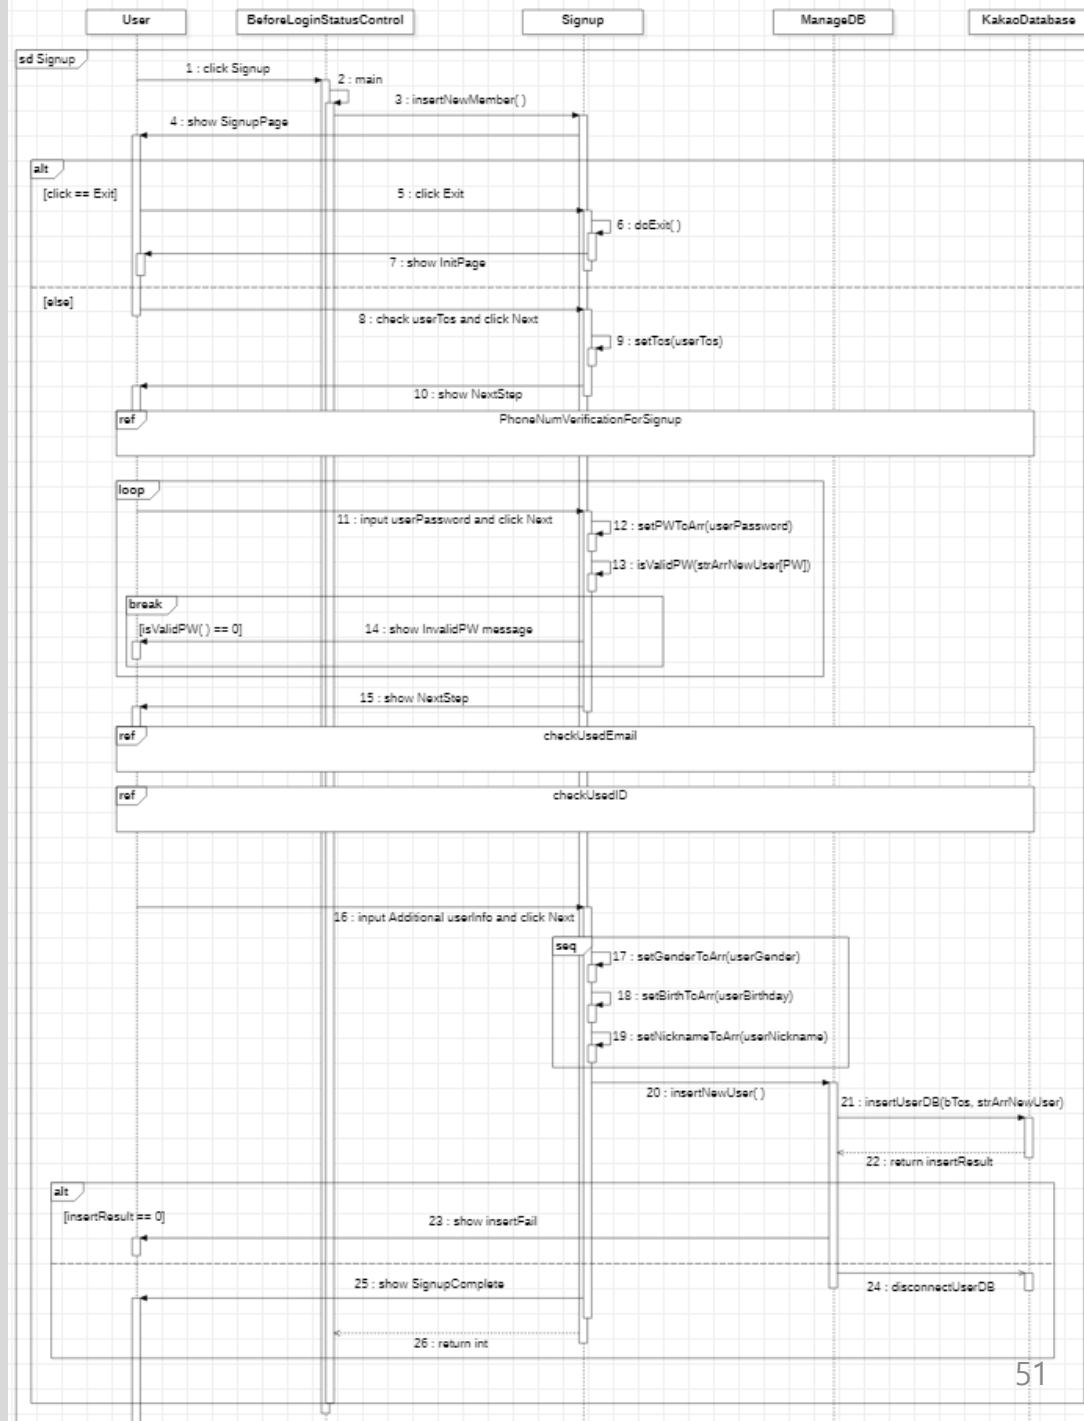 User
BeforeLoginStatusControl
Signup
ManageDB
KakaoDatabase
sd Signup
1 : click Signup
2 : main
3 : insertNewMember( )
4 : show SignupPage
alt
[click == Exit]
5 : click Exit
6 : doExit( )
7 : show InitPage
[else]
8 : check userTos and click Next
9 : setTos(userTos)
10 : show NextStep
ref
PhoneNumVerificationForSignup
loop
11 : input userPassword and click Next
12 : setPWToArr(userPassword)
13 : isValidPW(strArrNewUser[PW])
break
[isValidPW( ) == 0]
14 : show InvalidPW message
15 : show NextStep
ref
checkUsedEmail
ref
checkUsedID
16 : input Additional userInfo and click Next
seq
17 : setGenderToArr(userGender)
18 : setBirthToArr(userBirthday)
19 : setNicknameToArr(userNickname)
20 : insertNewUser( )
21 : insertUserDB(bTos, strArrNewUser)
22 : return insertResult
alt
[insertResult == 0]
23 : show insertFail
25 : show SignupComplete
24 : disconnectUserDB
26 : return int
51